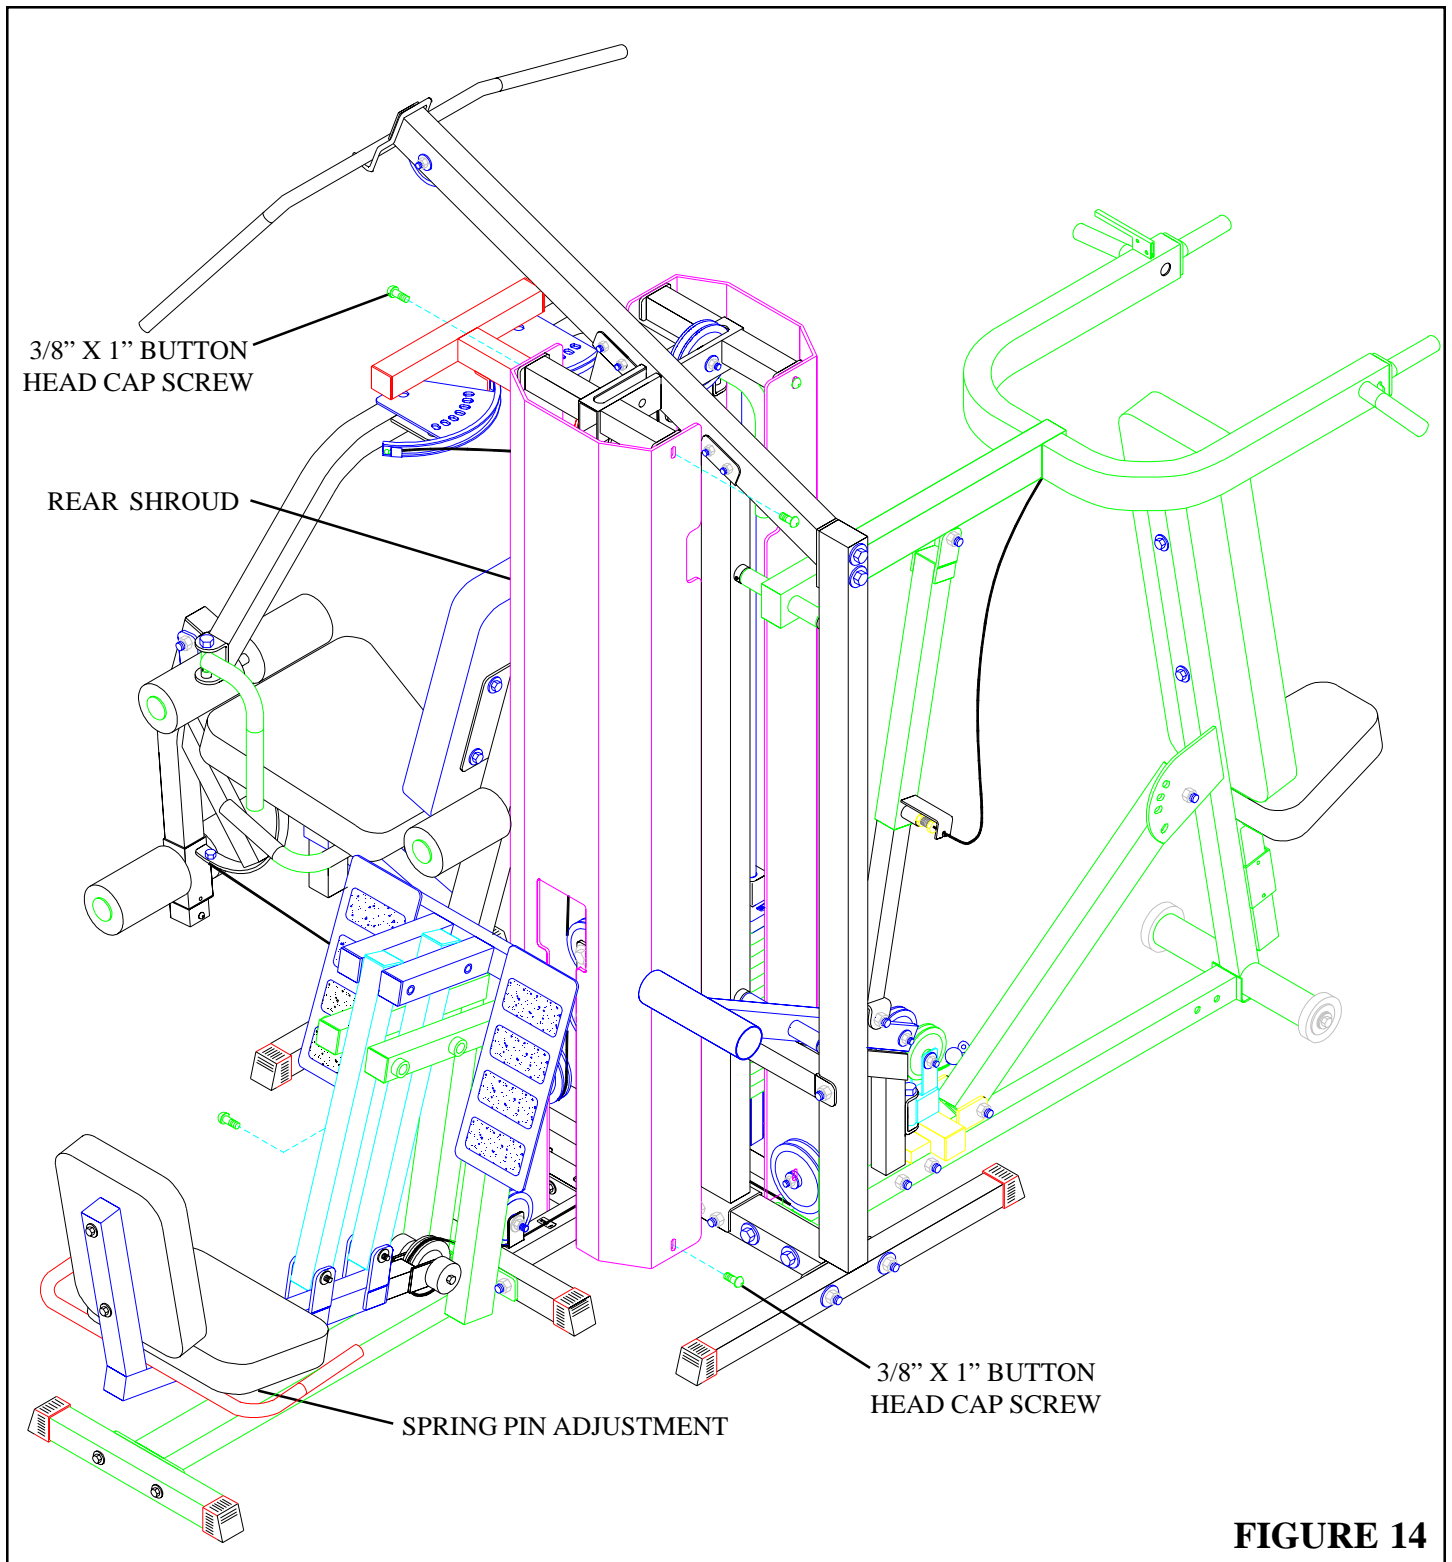 3/8” X 1” BUTTON
HEAD CAP SCREW
REAR SHROUD
3/8” X 1” BUTTON
HEAD CAP SCREW
SPRING PIN ADJUSTMENT
FIGURE 14